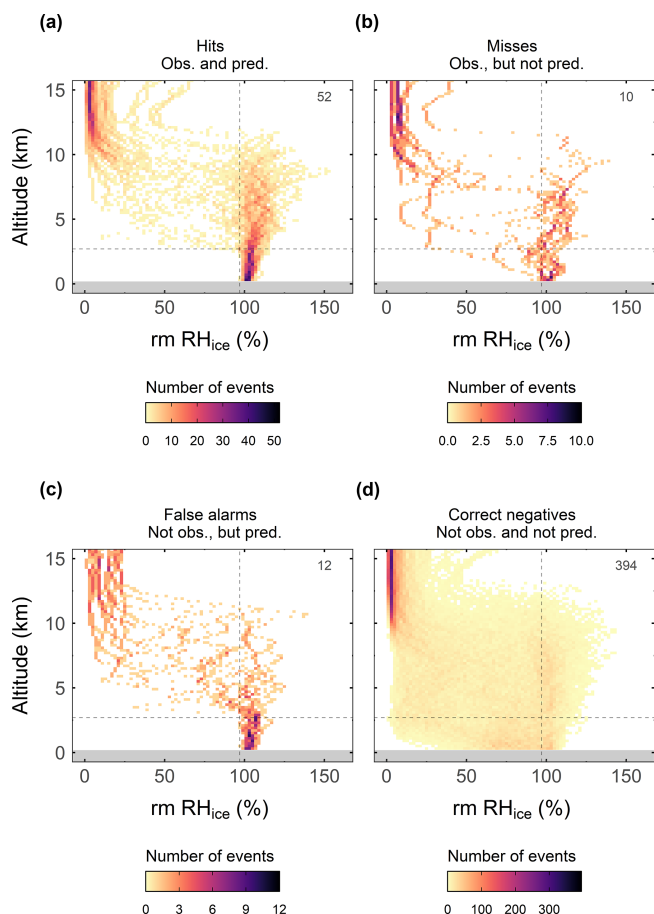 (a)
Hits
Obs. and pred.
52
15
10
5
0
Altitude (km)
0 50 100 150
rm RHice (%)
Number of events
0 10 20 30 40 50
(b)
Misses
Obs., but not pred.
10
15
10
5
0
0 50 100 150
rm RHice (%)
Number of events
0.0 2.5 5.0 7.5 10.0
(c)
False alarms
Not obs., but pred.
12
15
10
5
0
Altitude (km)
0 50 100 150
rm RHice (%)
Number of events
0 3 6 9 12
(d)
Correct negatives
Not obs. and not pred.
394
15
10
5
0
0 50 100 150
rm RHice (%)
Number of events
0 100 200 300